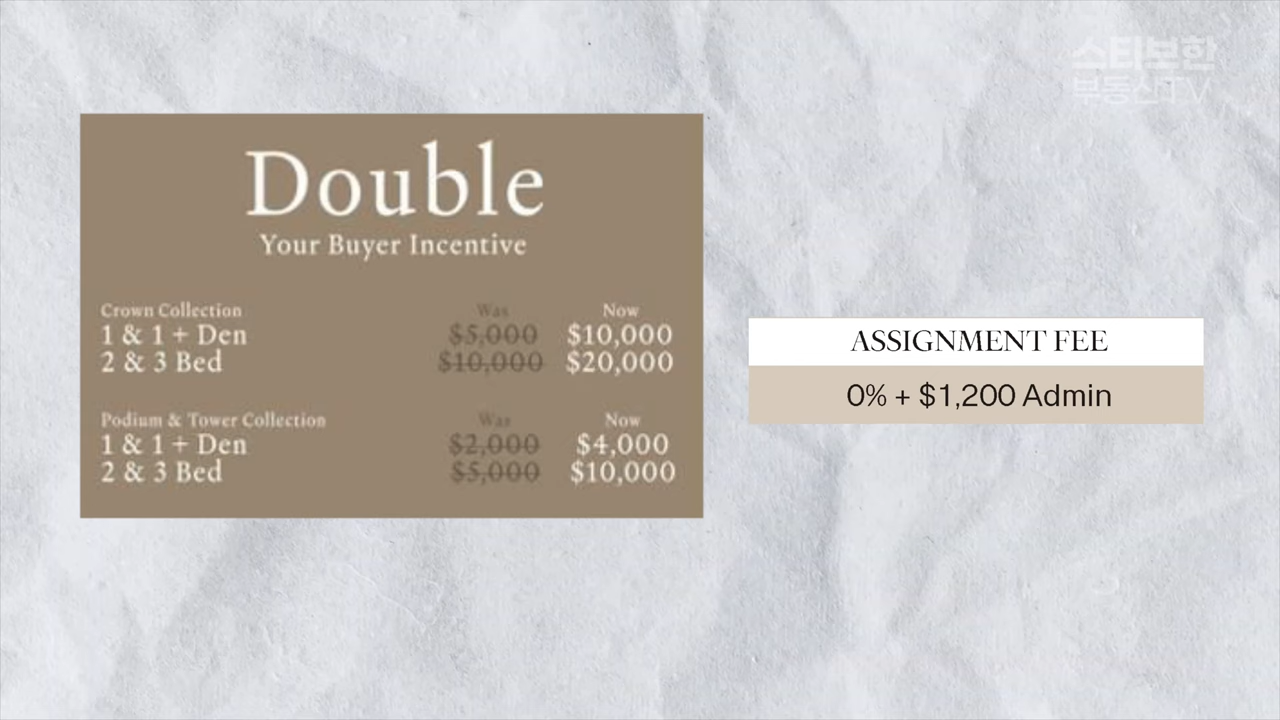 스티브한
부동산TV
Double
Your Buyer Incentive
Crown Collection Was Now
1 & 1 + Den $5,000 $10,000
2 & 3 Bed $10,000 $20,000
Podium & Tower Collection Was Now
1 & 1 + Den $2,000 $4,000
2 & 3 Bed $5,000 $10,000
ASSIGNMENT FEE
0% + $1,200 Admin